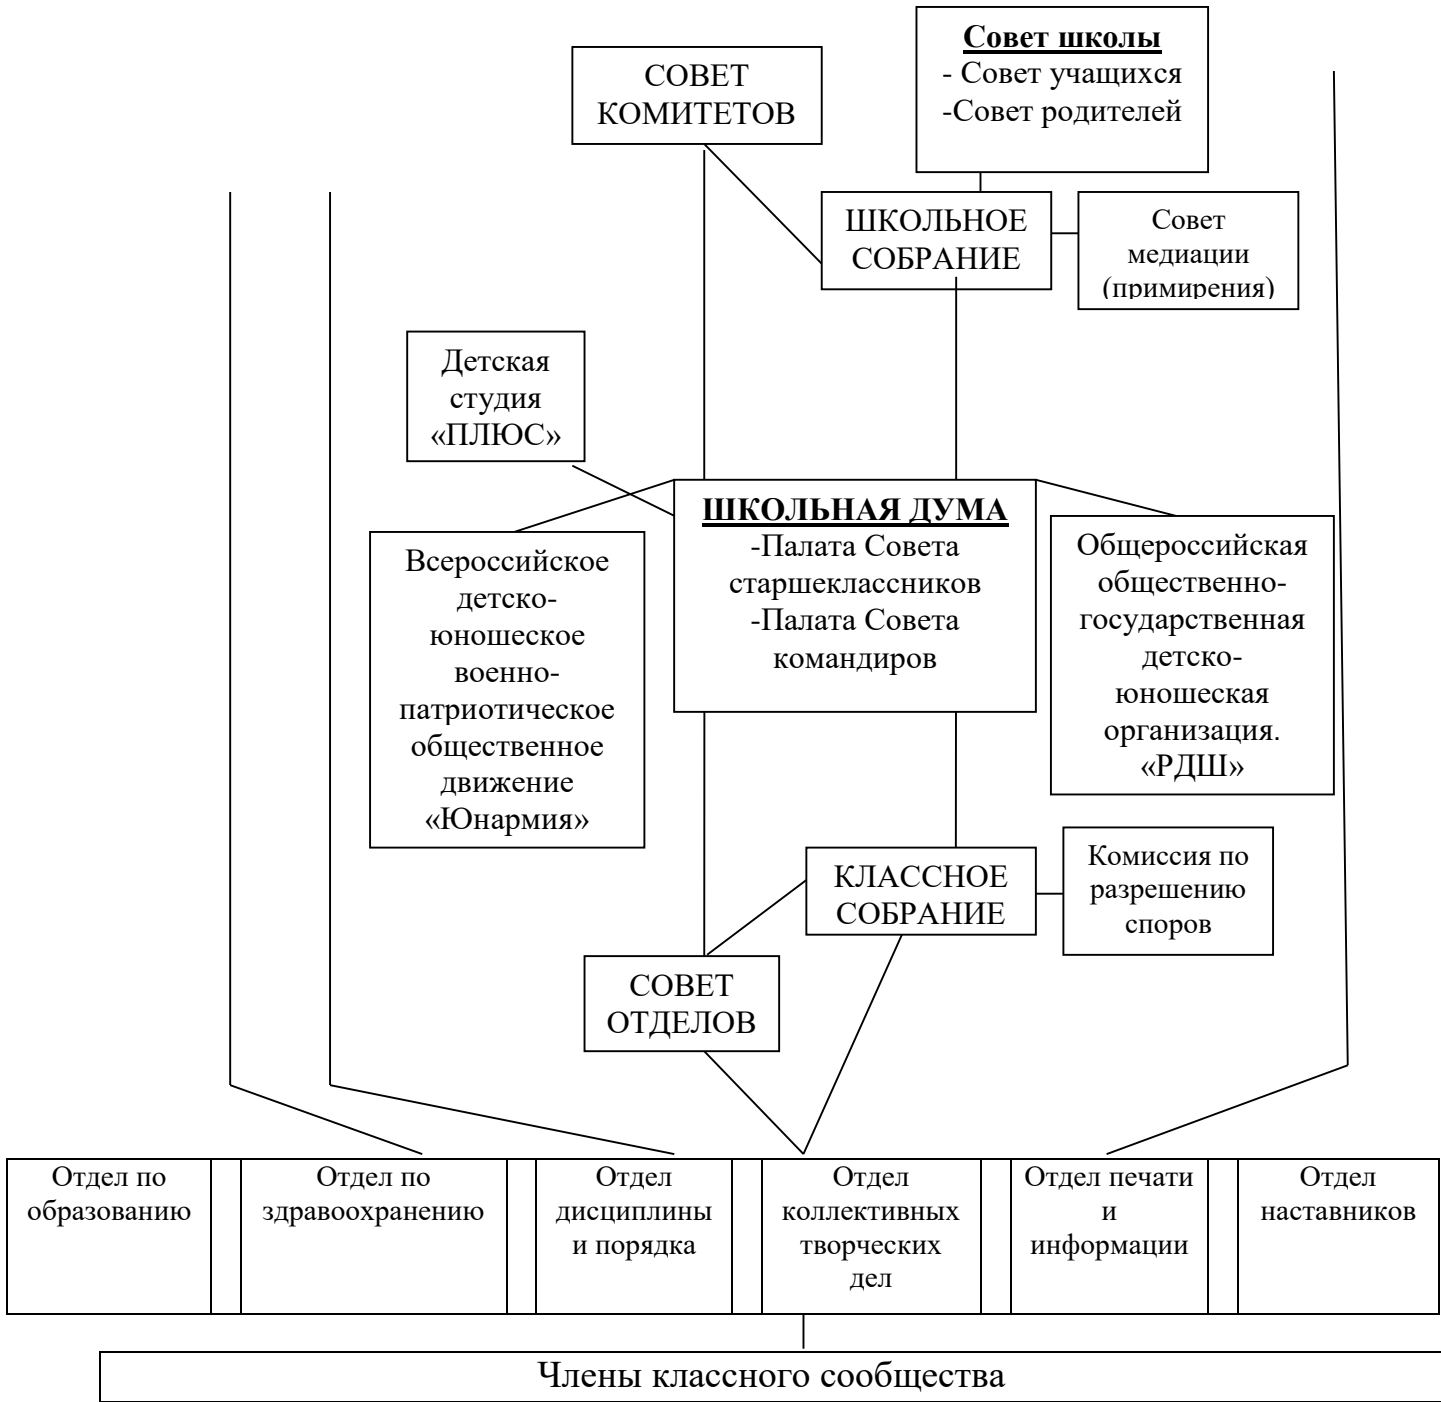 СОВЕТ
КОМИТЕТОВ
Совет школы
- Совет учащихся
-Совет родителей
ШКОЛЬНОЕ
СОБРАНИЕ
Совет
медиации
(примирения)
Детская
студия
«ПЛЮС»
Всероссийское
детско-
юношеское
военно-
патриотическое
общественное
движение
«Юнармия»
ШКОЛЬНАЯ ДУМА
-Палата Совета
старшеклассников
-Палата Совета
командиров
Общероссийская
общественно-
государственная
детско-
юношеская
организация.
«РДШ»
КЛАССНОЕ
СОБРАНИЕ
Комиссия по
разрешению
споров
СОВЕТ
ОТДЕЛОВ
Отдел по
образованию
Отдел по
здравоохранению
Отдел
дисциплины
и порядка
Отдел
коллективных
творческих
дел
Отдел печати
и
информации
Отдел
наставников
Члены классного сообщества